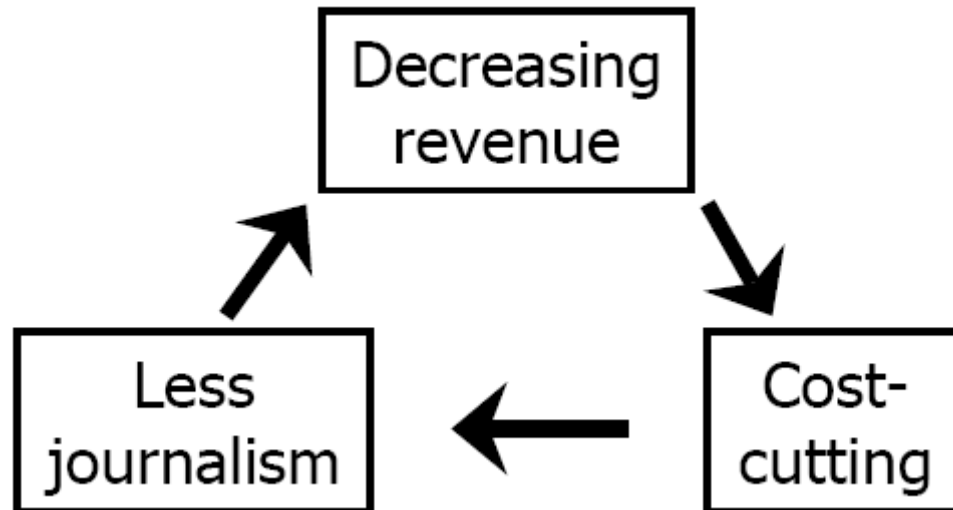 Decreasing
revenue
Less
journalism
Cost-
cutting